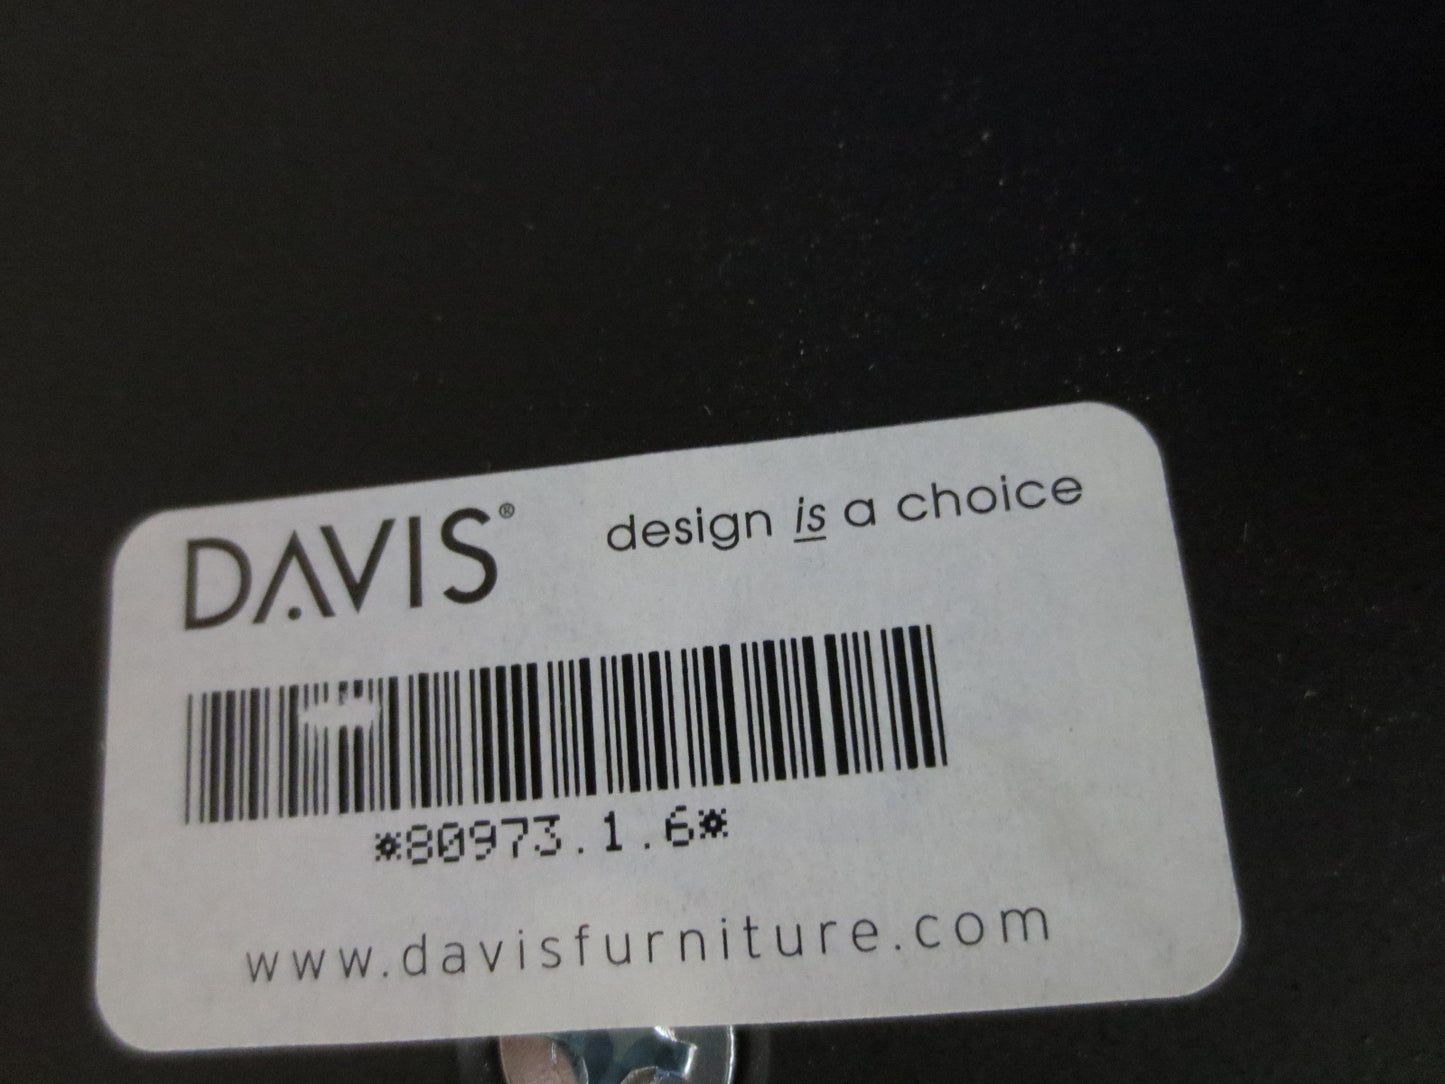 DAVIS® design is a choice
*80973.1.6*
www.davisfurniture.com